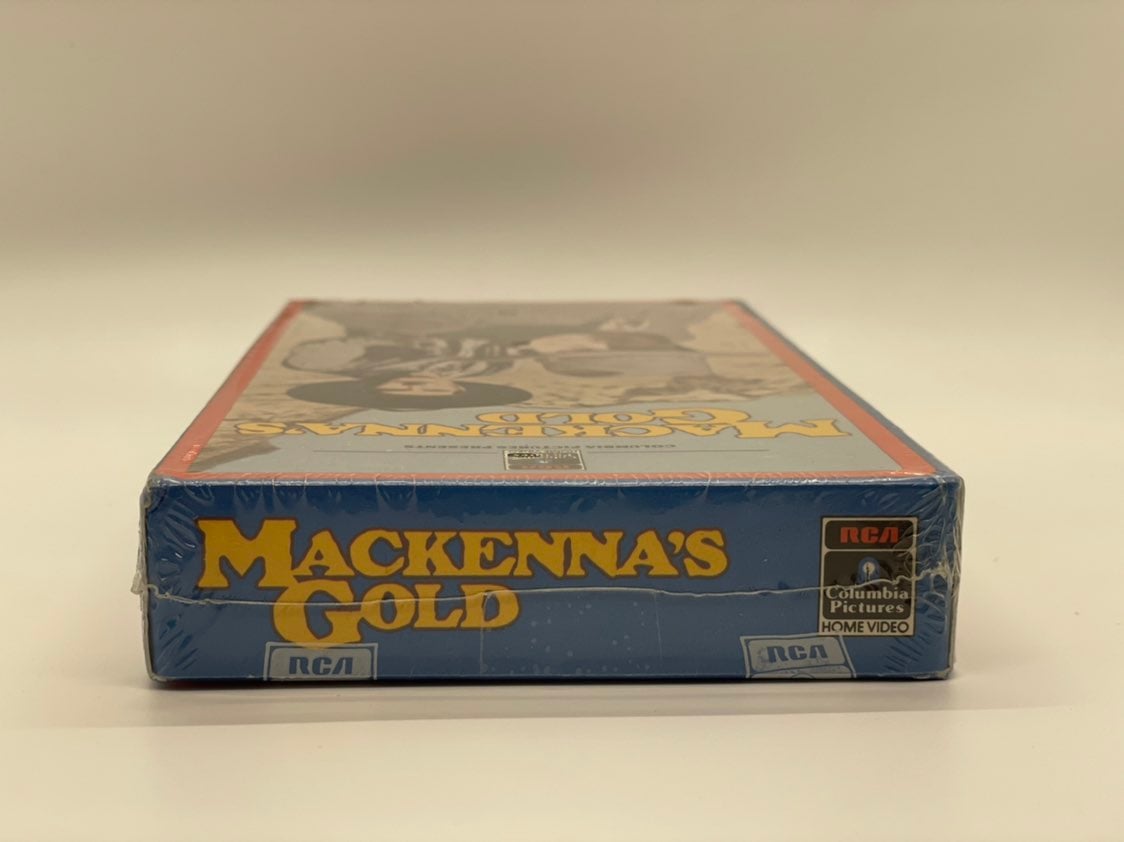 MACKENNA'S
GOLD
COLUMBIA PICTURES PRESENTS
MACKENNA'S
GOLD
RCA
Columbia
Pictures
HOME VIDEO
RCA
RCA